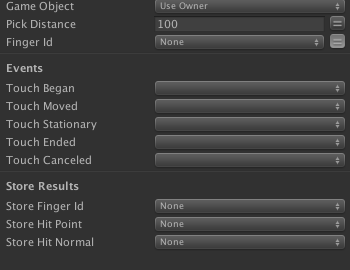 Game Object Use Owner
Pick Distance 100
Finger Id None
Events
Touch Began
Touch Moved
Touch Stationary
Touch Ended
Touch Canceled
Store Results
Store Finger Id None
Store Hit Point None
Store Hit Normal None